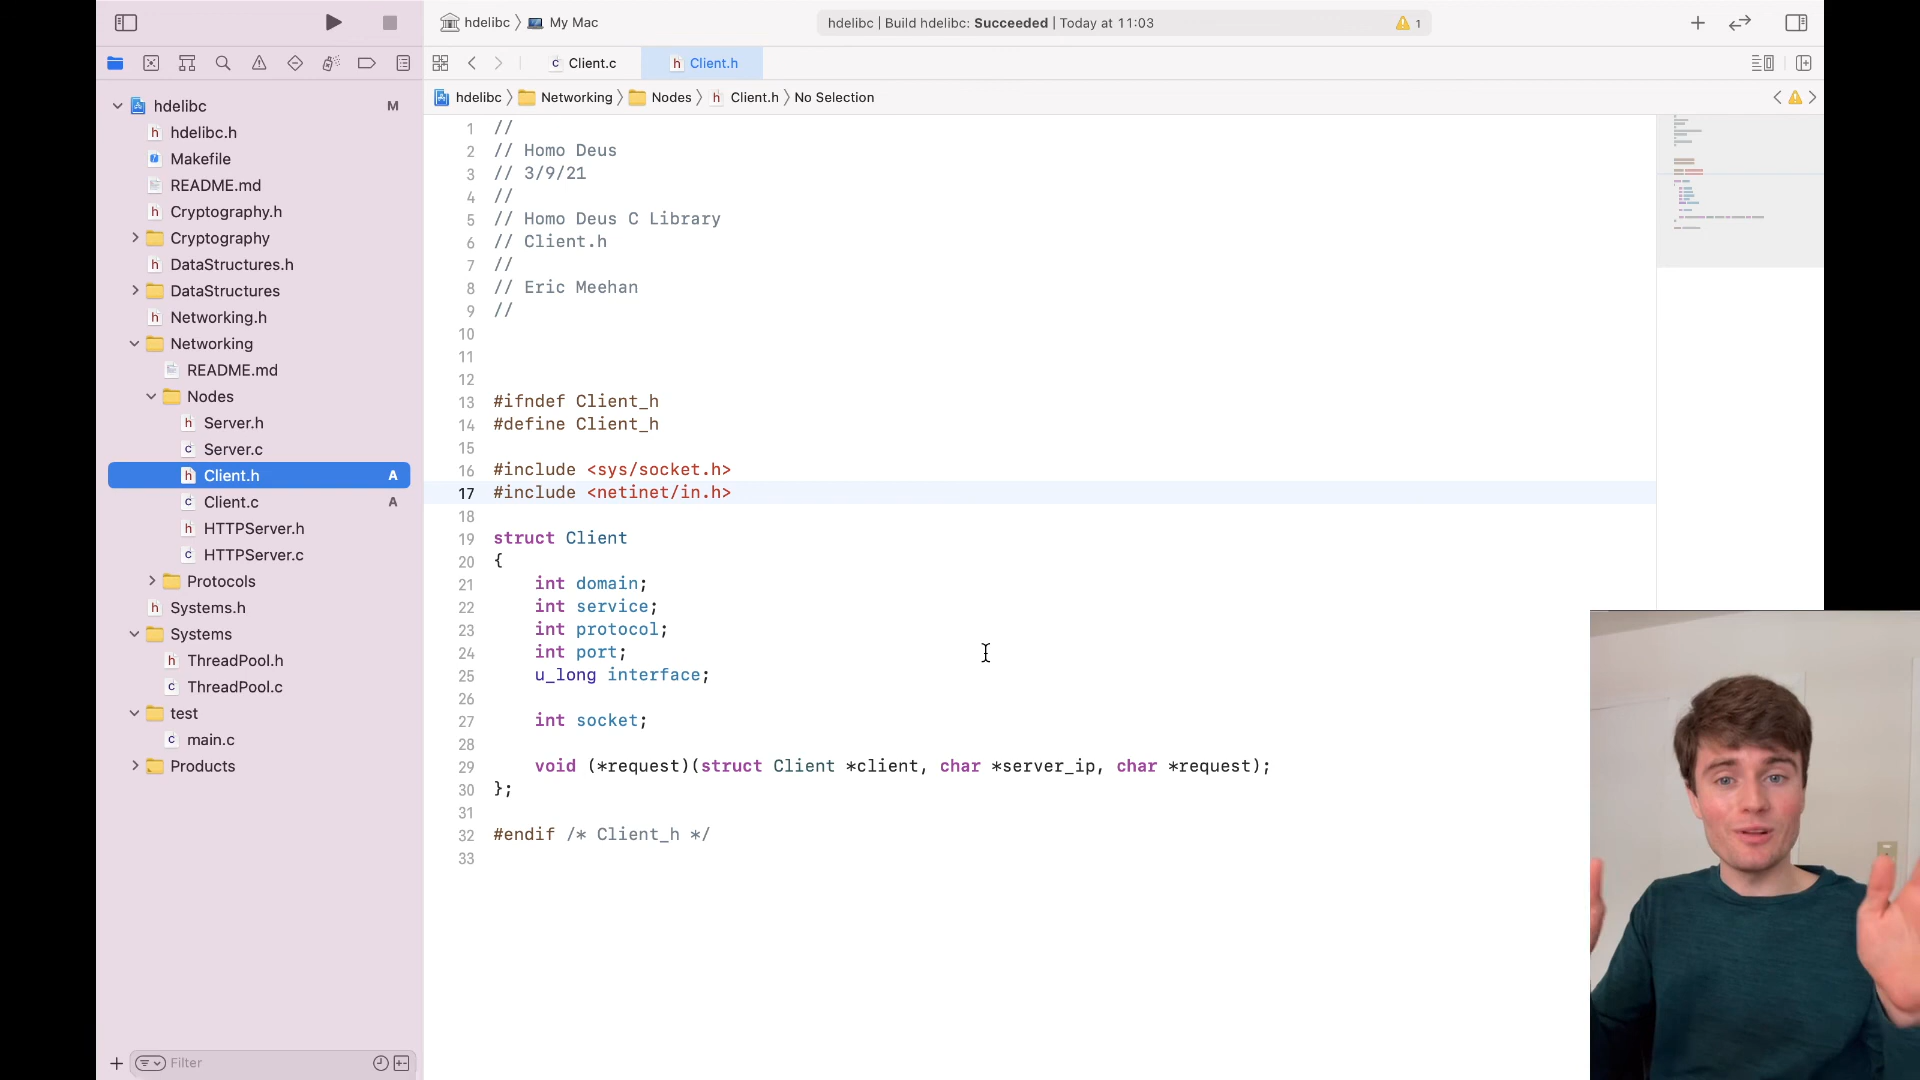 hdelibc 〉 My Mac
hdelibc | Build hdelibc: Succeeded | Today at 11:03
1
Client.c
Client.h
hdelibc 〉 Networking 〉 Nodes 〉 h Client.h 〉 No Selection
hdelibc M
h hdelibc.h
Makefile
README.md
h Cryptography.h
Cryptography
h DataStructures.h
DataStructures
h Networking.h
Networking
README.md
Nodes
h Server.h
c Server.c
h Client.h A
c Client.c A
h HTTPServer.h
c HTTPServer.c
Protocols
h Systems.h
Systems
h ThreadPool.h
c ThreadPool.c
test
c main.c
Products
Filter
1 //
2 // Homo Deus
3 // 3/9/21
4 //
5 // Homo Deus C Library
6 // Client.h
7 //
8 // Eric Meehan
9 //
10
11
12
13 #ifndef Client_h
14 #define Client_h
15
16 #include <sys/socket.h>
17 #include <netinet/in.h>
18
19 struct Client
20 {
21 int domain;
22 int service;
23 int protocol;
24 int port;
25 u_long interface;
26
27 int socket;
28
29 void (*request)(struct Client *client, char *server_ip, char *request);
30 };
31
32 #endif /* Client_h */
33